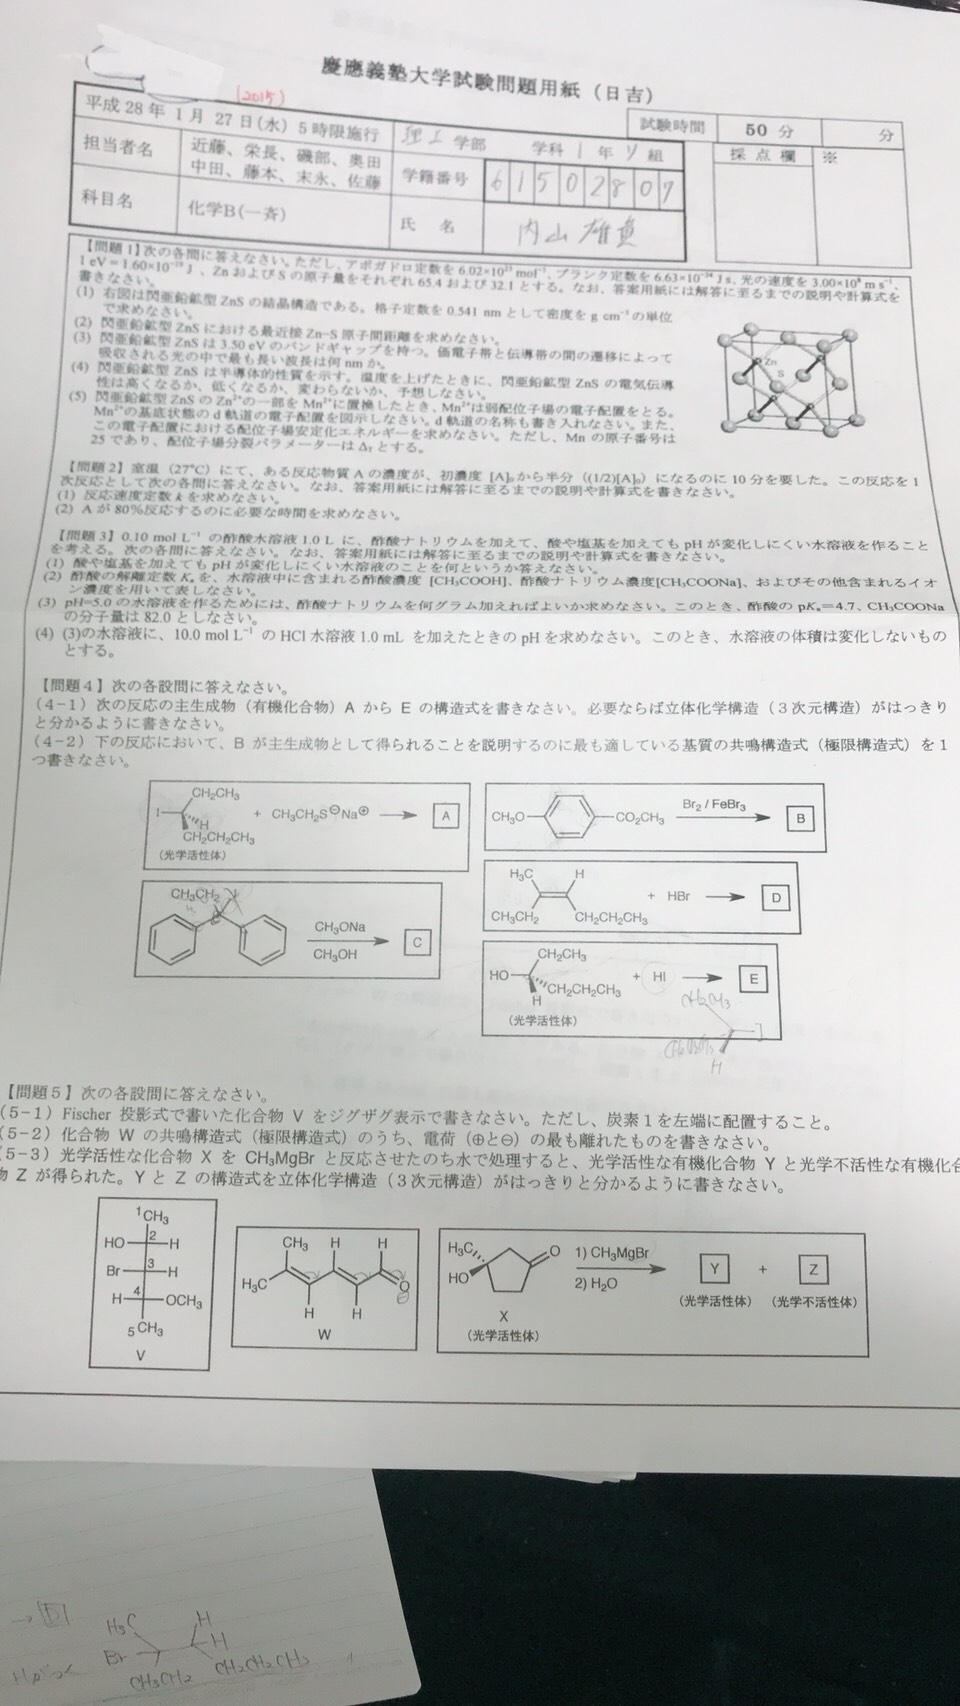 慶應義塾大学試験問題用紙（日吉）
(2015)
平成28年1月27日(水)5時限施行
理工学部 学科1年ソ組
試験時間 50分 分
担当者名
近藤、栄長、磯部、奥田
中田、藤本、末永、佐藤
学籍番号 61502807
採点欄 ※
科目名 化学B(一斉)
氏名 内山雄貴
【問題1】次の各問に答えなさい。ただし、アボガドロ定数を 6.02×10²³ mol⁻¹、プランク定数を 6.63×10⁻³⁴ J s、光の速度を 3.00×10⁸ m s⁻¹、
1 eV = 1.60×10⁻¹⁹ J 、Zn および S の原子量をそれぞれ 65.4 および 32.1 とする。なお、答案用紙には解答に至るまでの説明や計算式を
書きなさい。
(1) 右図は閃亜鉛鉱型 ZnS の結晶構造である。格子定数を 0.541 nm として密度を g cm⁻³ の単位
で求めなさい。
(2) 閃亜鉛鉱型 ZnS における最近接 Zn–S 原子間距離を求めなさい。
(3) 閃亜鉛鉱型 ZnS は 3.50 eV のバンドギャップを持つ。価電子帯と伝導帯の間の遷移によって
吸収される光の中で最も長い波長は何 nm か。
(4) 閃亜鉛鉱型 ZnS は半導体的性質を示す。温度を上げたときに、閃亜鉛鉱型 ZnS の電気伝導
性は高くなるか、低くなるか、変わらないか、予想しなさい。
(5) 閃亜鉛鉱型 ZnS の Zn²⁺の一部を Mn²⁺に置換したとき、Mn²⁺は弱配位子場の電子配置をとる。
Mn²⁺の基底状態の d 軌道の電子配置を図示しなさい。d 軌道の名称も書き入れなさい。また、
この電子配置における配位子場安定化エネルギーを求めなさい。ただし、Mn の原子番号は
25 であり、配位子場分裂パラメーターは ΔT とする。
Zn
S
【問題2】室温（27℃）にて、ある反応物質 A の濃度が、初濃度 [A]₀から半分（(1/2)[A]₀）になるのに 10 分を要した。この反応を 1
次反応として次の各問に答えなさい。なお、答案用紙には解答に至るまでの説明や計算式を書きなさい。
(1) 反応速度定数 k を求めなさい。
(2) A が 80%反応するのに必要な時間を求めなさい。
【問題3】0.10 mol L⁻¹ の酢酸水溶液 1.0 L に、酢酸ナトリウムを加えて、酸や塩基を加えても pH が変化しにくい水溶液を作ること
を考える。次の各問に答えなさい。なお、答案用紙には解答に至るまでの説明や計算式を書きなさい。
(1) 酸や塩基を加えても pH が変化しにくい水溶液のことを何というか答えなさい。
(2) 酢酸の解離定数 Kₐ を、水溶液中に含まれる酢酸濃度 [CH₃COOH]、酢酸ナトリウム濃度[CH₃COONa]、およびその他含まれるイオ
ン濃度を用いて表しなさい。
(3) pH=5.0 の水溶液を作るためには、酢酸ナトリウムを何グラム加えればよいか求めなさい。このとき、酢酸の pKₐ=4.7、CH₃COONa
の分子量は 82.0 としなさい。
(4) (3)の水溶液に、10.0 mol L⁻¹ の HCl 水溶液 1.0 mL を加えたときの pH を求めなさい。このとき、水溶液の体積は変化しないもの
とする。
【問題4】次の各設問に答えなさい。
（4-1）次の反応の主生成物（有機化合物）A から E の構造式を書きなさい。必要ならば立体化学構造（３次元構造）がはっきり
と分かるように書きなさい。
（4-2）下の反応において、B が主生成物として得られることを説明するのに最も適している基質の共鳴構造式（極限構造式）を１
つ書きなさい。
CH₂CH₃
I H + CH₃CH₂S⊖Na⊕ → A
CH₂CH₂CH₃
（光学活性体）
CH₃O CO₂CH₃ Br₂ / FeBr₃ → B
CH₃CH₂ I
CH₃ONa
CH₃OH → C
H₃C H
+ HBr → D
CH₃CH₂ CH₂CH₂CH₃
CH₂CH₃
HO CH₂CH₂CH₃ + HI → E
H
（光学活性体）
CH₂CH₃
I
CH₂CH₂CH₃
H
【問題5】次の各設問に答えなさい。
（5-1）Fischer 投影式で書いた化合物 V をジグザグ表示で書きなさい。ただし、炭素１を左端に配置すること。
（5-2）化合物 W の共鳴構造式（極限構造式）のうち、電荷（⊕と⊖）の最も離れたものを書きなさい。
（5-3）光学活性な化合物 X を CH₃MgBr と反応させたのち水で処理すると、光学活性な有機化合物 Y と光学不活性な有機化合
物 Z が得られた。Y と Z の構造式を立体化学構造（３次元構造）がはっきりと分かるように書きなさい。
¹CH₃
HO 2 H
Br 3 H
H 4 OCH₃
5 CH₃
V
CH₃ H H
H₃C O
⊖
H H
W
H₃C O
HO
X
（光学活性体）
1) CH₃MgBr
2) H₂O
→ Y + Z
（光学活性体） （光学不活性体）
→ D
H₃C H
Br H
CH₃CH₂ CH₂CH₂CH₃
Hがつく